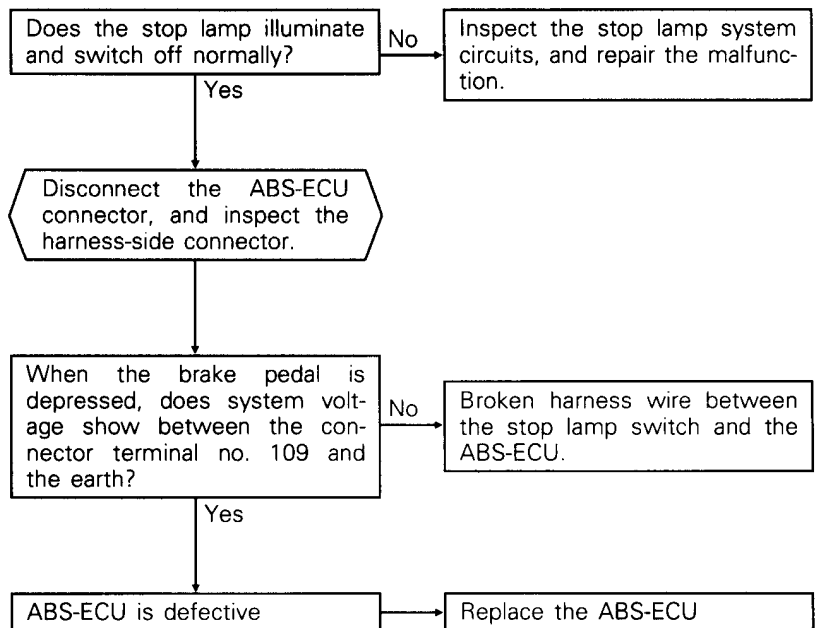 Does the stop lamp illuminate
and switch off normally?
No
Inspect the stop lamp system
circuits, and repair the malfunc-
tion.
Yes
Disconnect the ABS-ECU
connector, and inspect the
harness-side connector.
When the brake pedal is
depressed, does system volt-
age show between the con-
nector terminal no. 109 and
the earth?
No
Broken harness wire between
the stop lamp switch and the
ABS-ECU.
Yes
ABS-ECU is defective
Replace the ABS-ECU